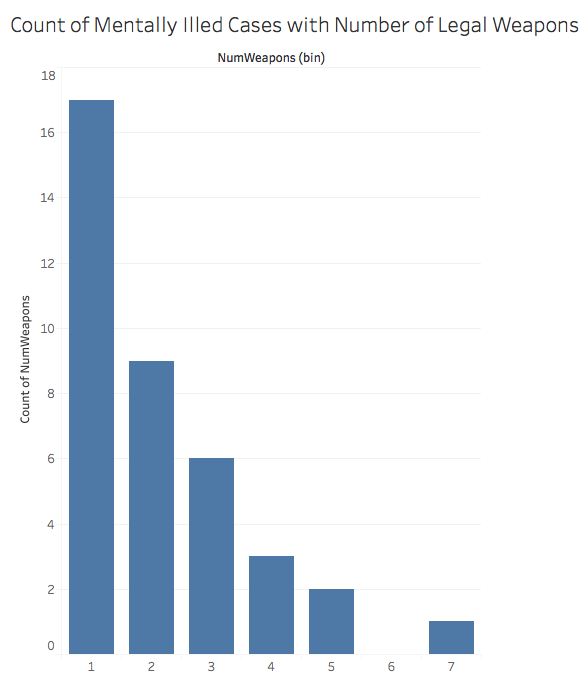 Count of Mentally Illed Cases with Number of Legal Weapons
NumWeapons (bin)
18
16
14
12
10
8
6
4
2
0
Count of NumWeapons
1 2 3 4 5 6 7